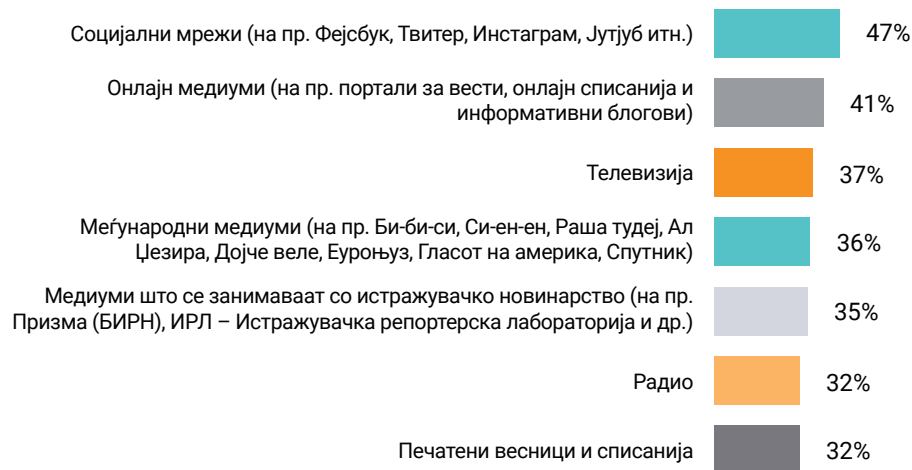 Социјални мрежи (на пр. Фејсбук, Твитер, Инстаграм, Јутјуб итн.) 47%
Онлајн медиуми (на пр. портали за вести, онлајн списанија и
информативни блогови) 41%
Телевизија 37%
Меѓународни медиуми (на пр. Би-би-си, Си-ен-ен, Раша тудеј, Ал
Џезира, Дојче веле, Еуроњуз, Гласот на америка, Спутник) 36%
Медиуми што се занимаваат со истражувачко новинарство (на пр.
Призма (БИРН), ИРЛ – Истражувачка репортерска лабораторија и др.) 35%
Радио 32%
Печатени весници и списанија 32%